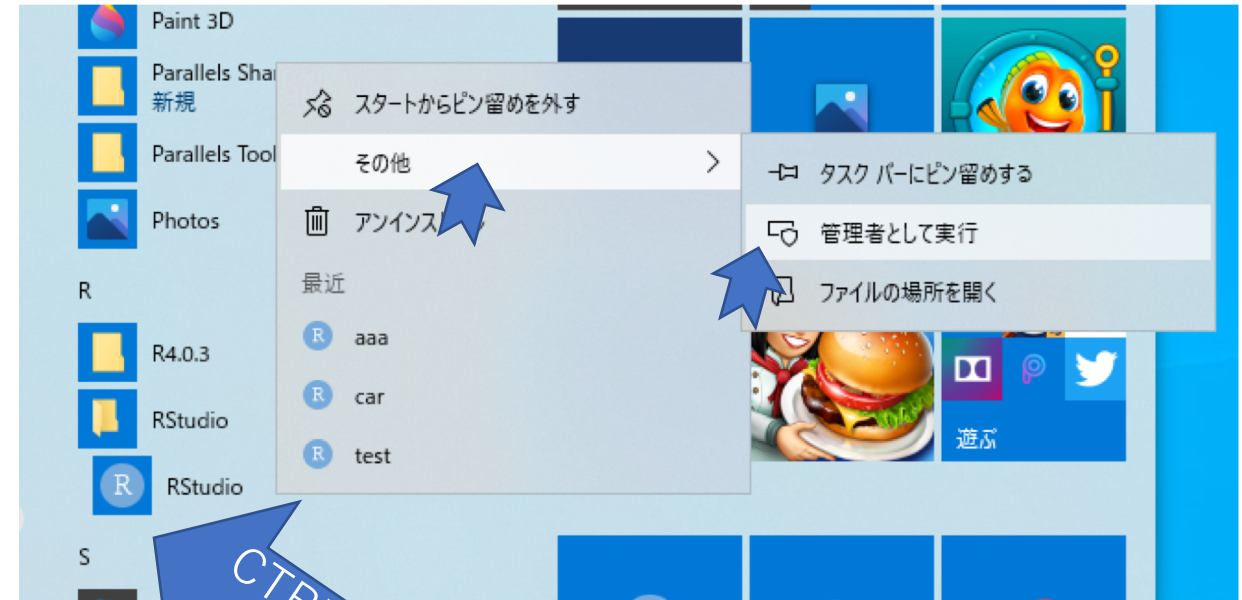 Paint 3D
Parallels Sha
新規
Parallels Tool
Photos
R
R4.0.3
RStudio
RStudio
S
スタートからピン留めを外す
その他
アンインス
最近
R aaa
R car
R test
タスク バーにピン留めする
管理者として実行
ファイルの場所を開く
遊ぶ
R
CTR